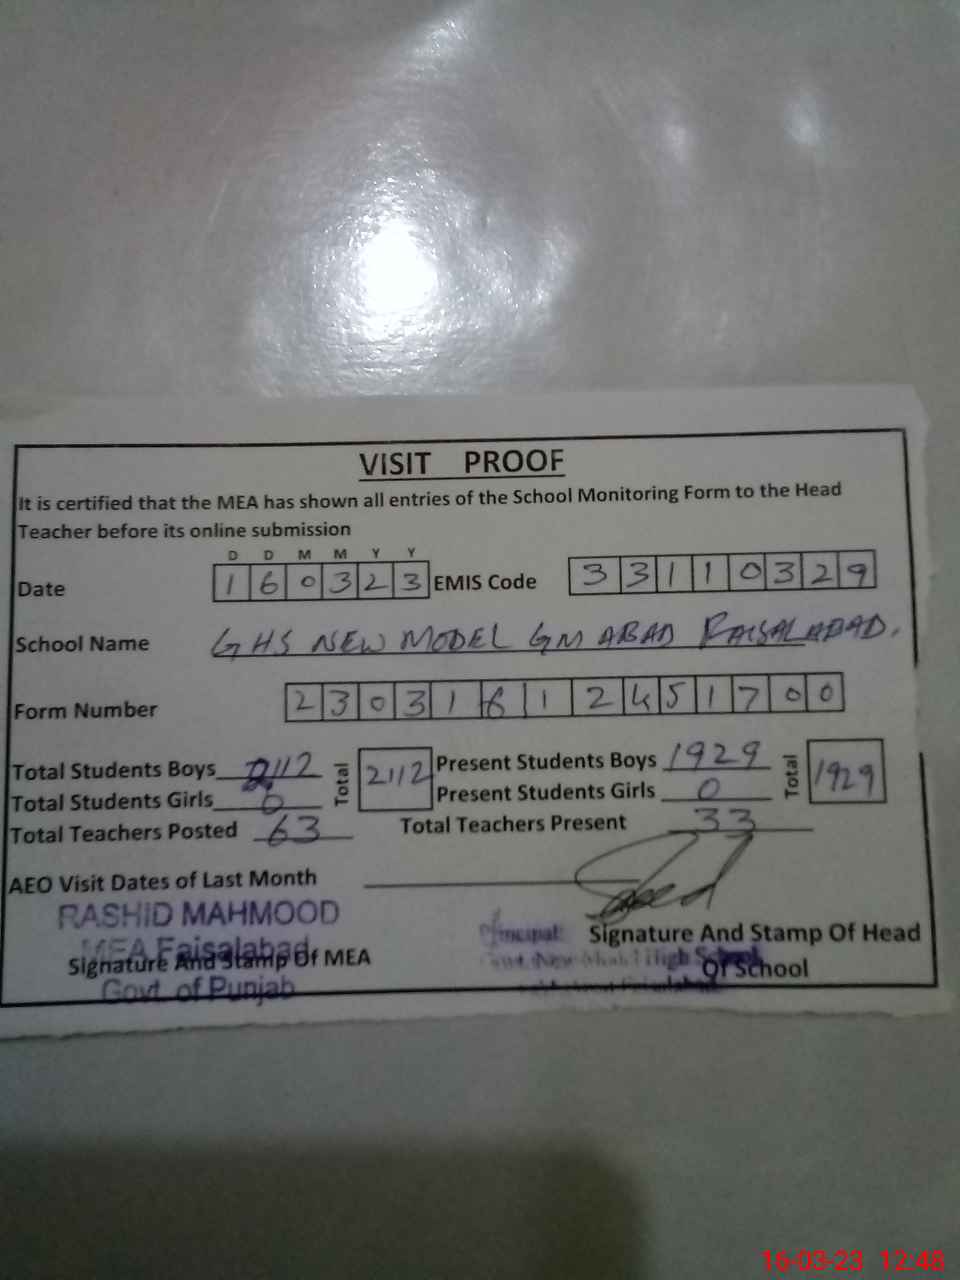 VISIT PROOF
It is certified that the MEA has shown all entries of the School Monitoring Form to the Head
Teacher before its online submission
D D M M Y Y
Date 1 6 0 3 2 3 EMIS Code 3 3 1 1 0 3 2 9
School Name GHS NEW MODEL GM ABAD FAISALABAD.
Form Number 2 3 0 3 1 6 1 2 4 5 1 7 0 0
Total Students Boys 2112 Total 2112 Present Students Boys 1929 Total 1929
Total Students Girls 0 Present Students Girls 0
Total Teachers Posted 63 Total Teachers Present 33
AEO Visit Dates of Last Month
RASHID MAHMOOD
MEA Faisalabad
Govt. of Punjab
Signature And Stamp Of MEA
Saeed
Principal
High School
Signature And Stamp Of Head
Of School
16-03-23 12:48